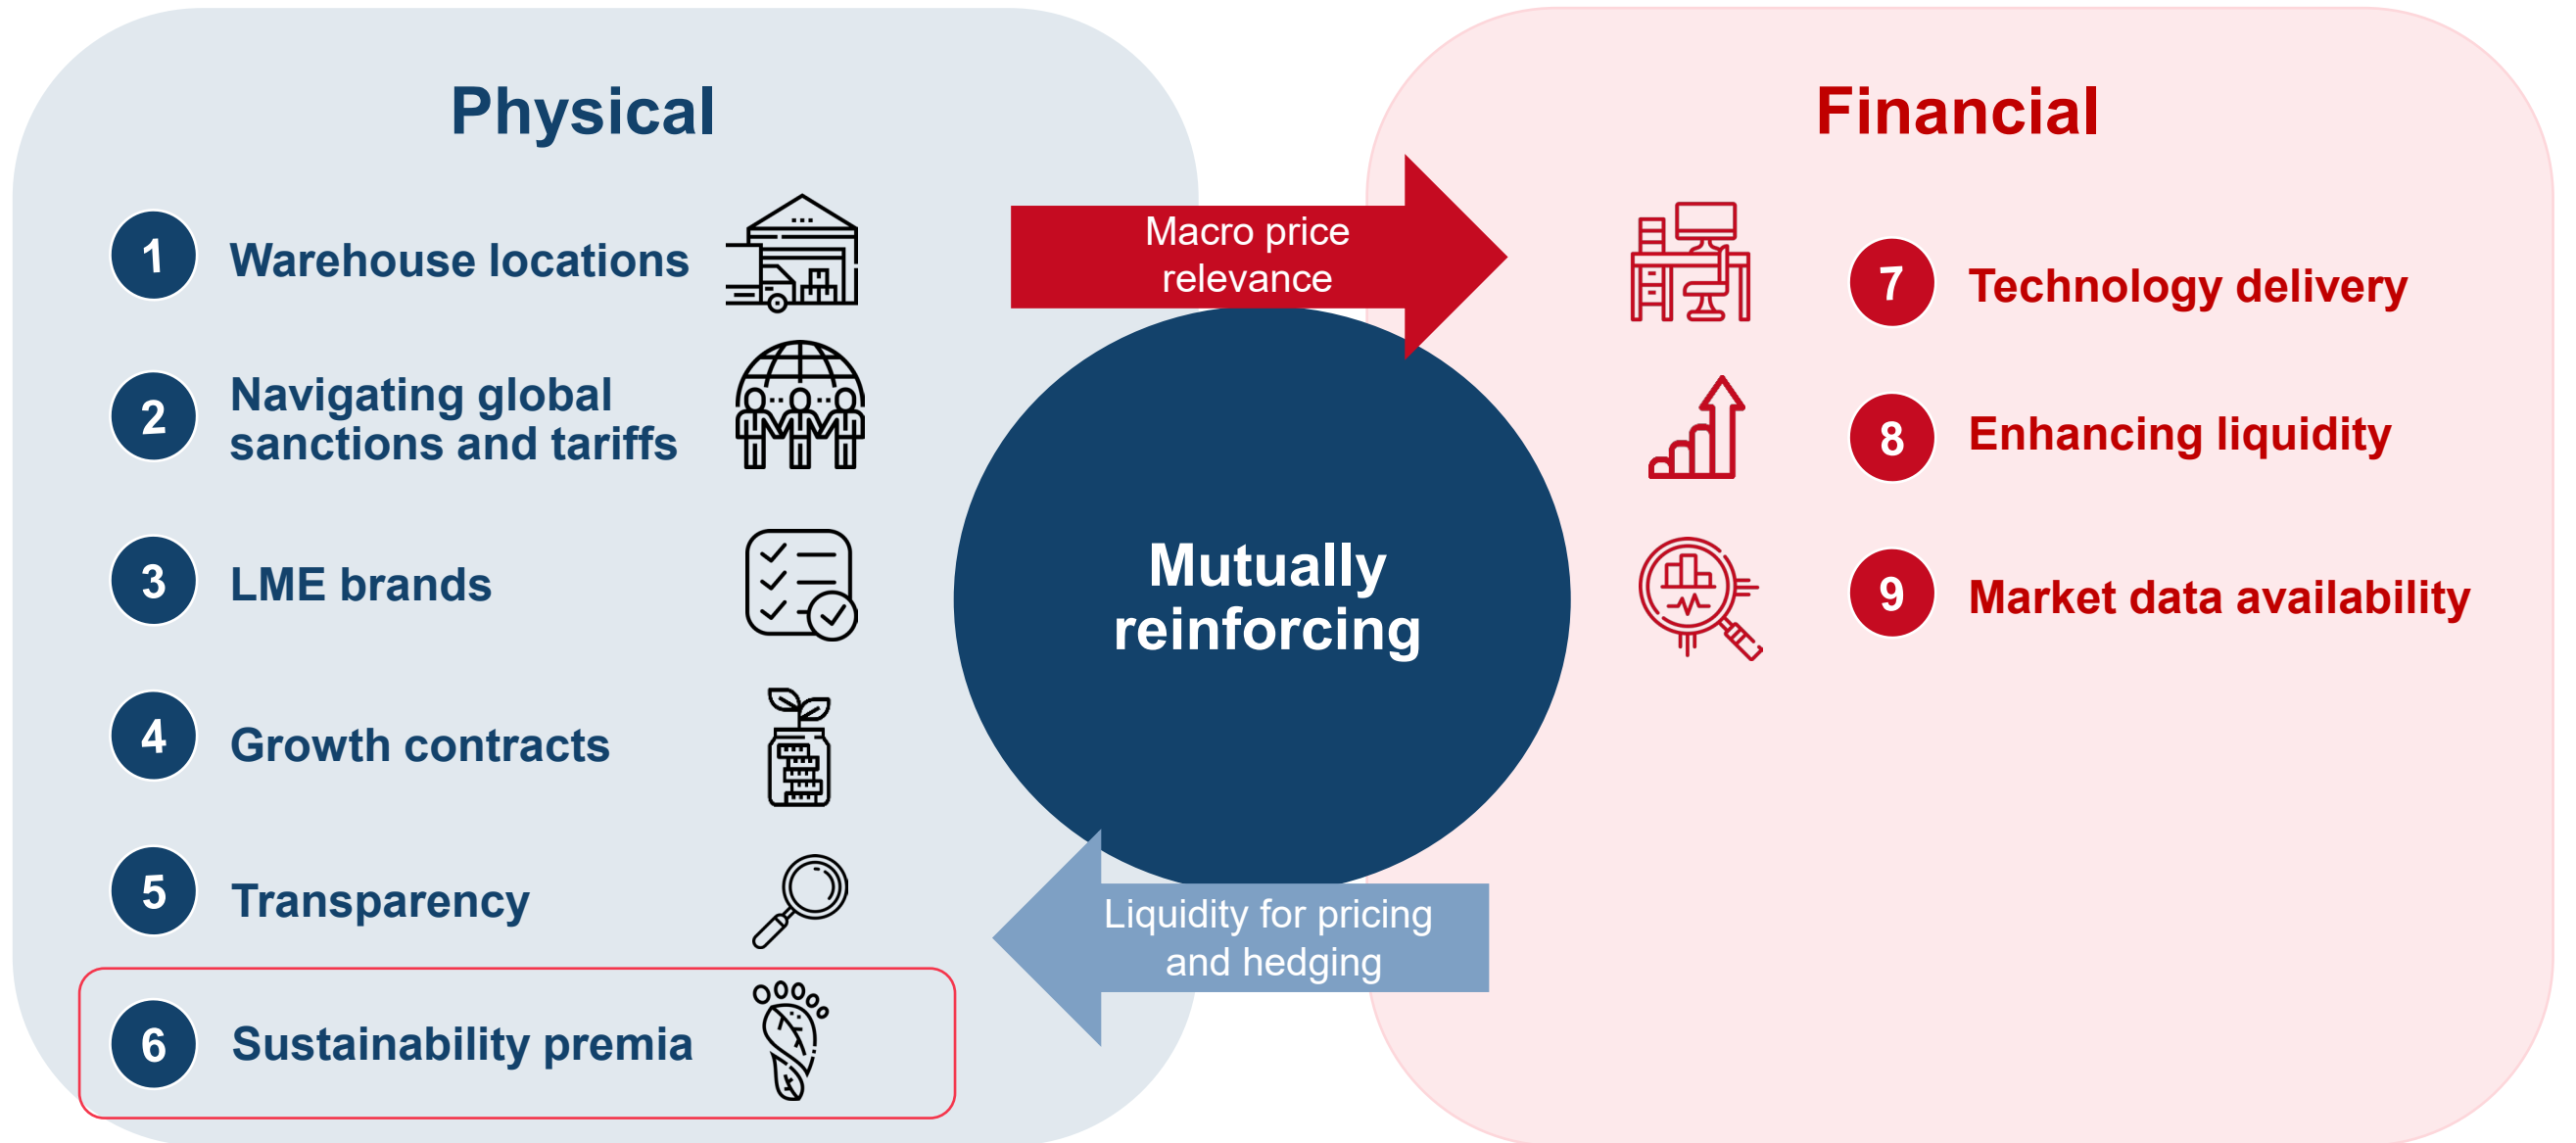 Physical
1
Warehouse locations
2
Navigating global
sanctions and tariffs
3
LME brands
4
Growth contracts
5
Transparency
6
Sustainability premia
Macro price
relevance
Mutually
reinforcing
Liquidity for pricing
and hedging
Financial
7
Technology delivery
8
Enhancing liquidity
9
Market data availability